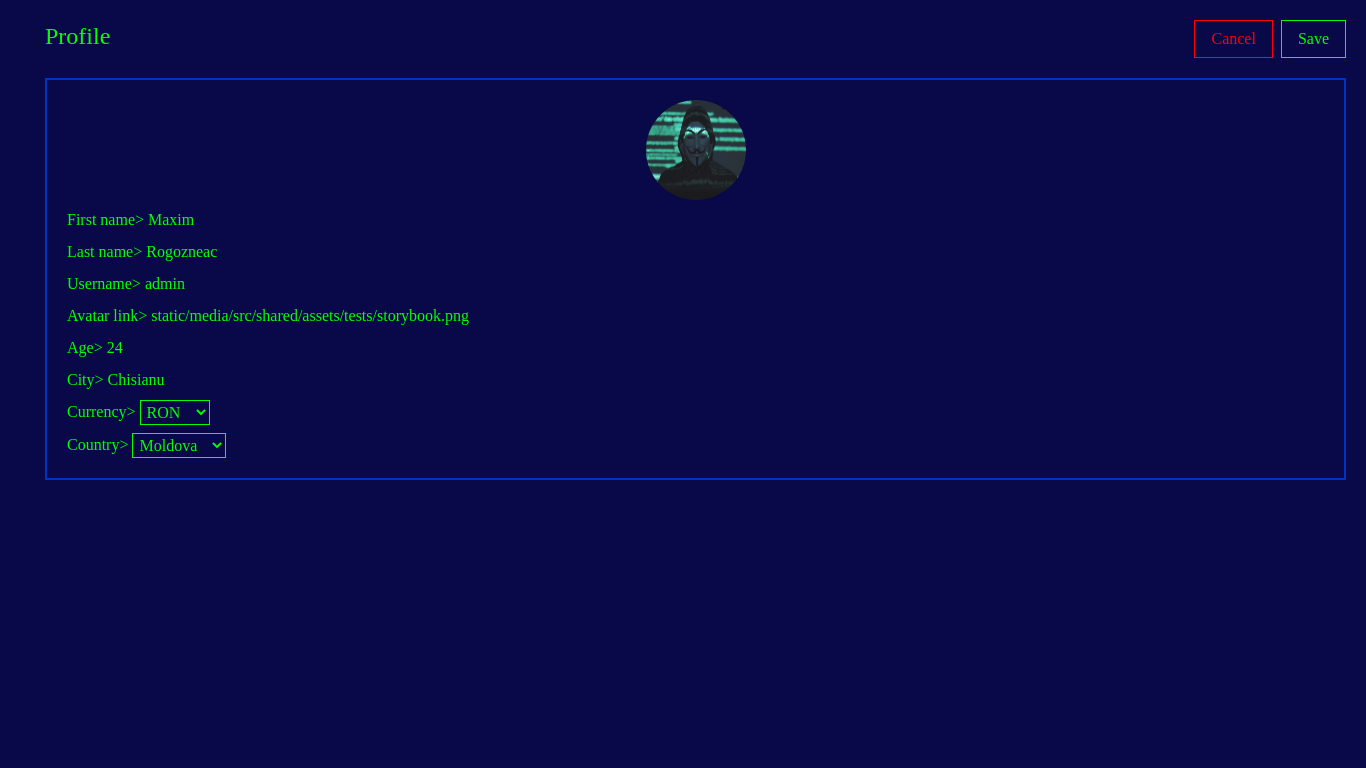 Profile
Cancel Save
First name> Maxim
Last name> Rogozneac
Username> admin
Avatar link> static/media/src/shared/assets/tests/storybook.png
Age> 24
City> Chisianu
Currency> RON
Country> Moldova